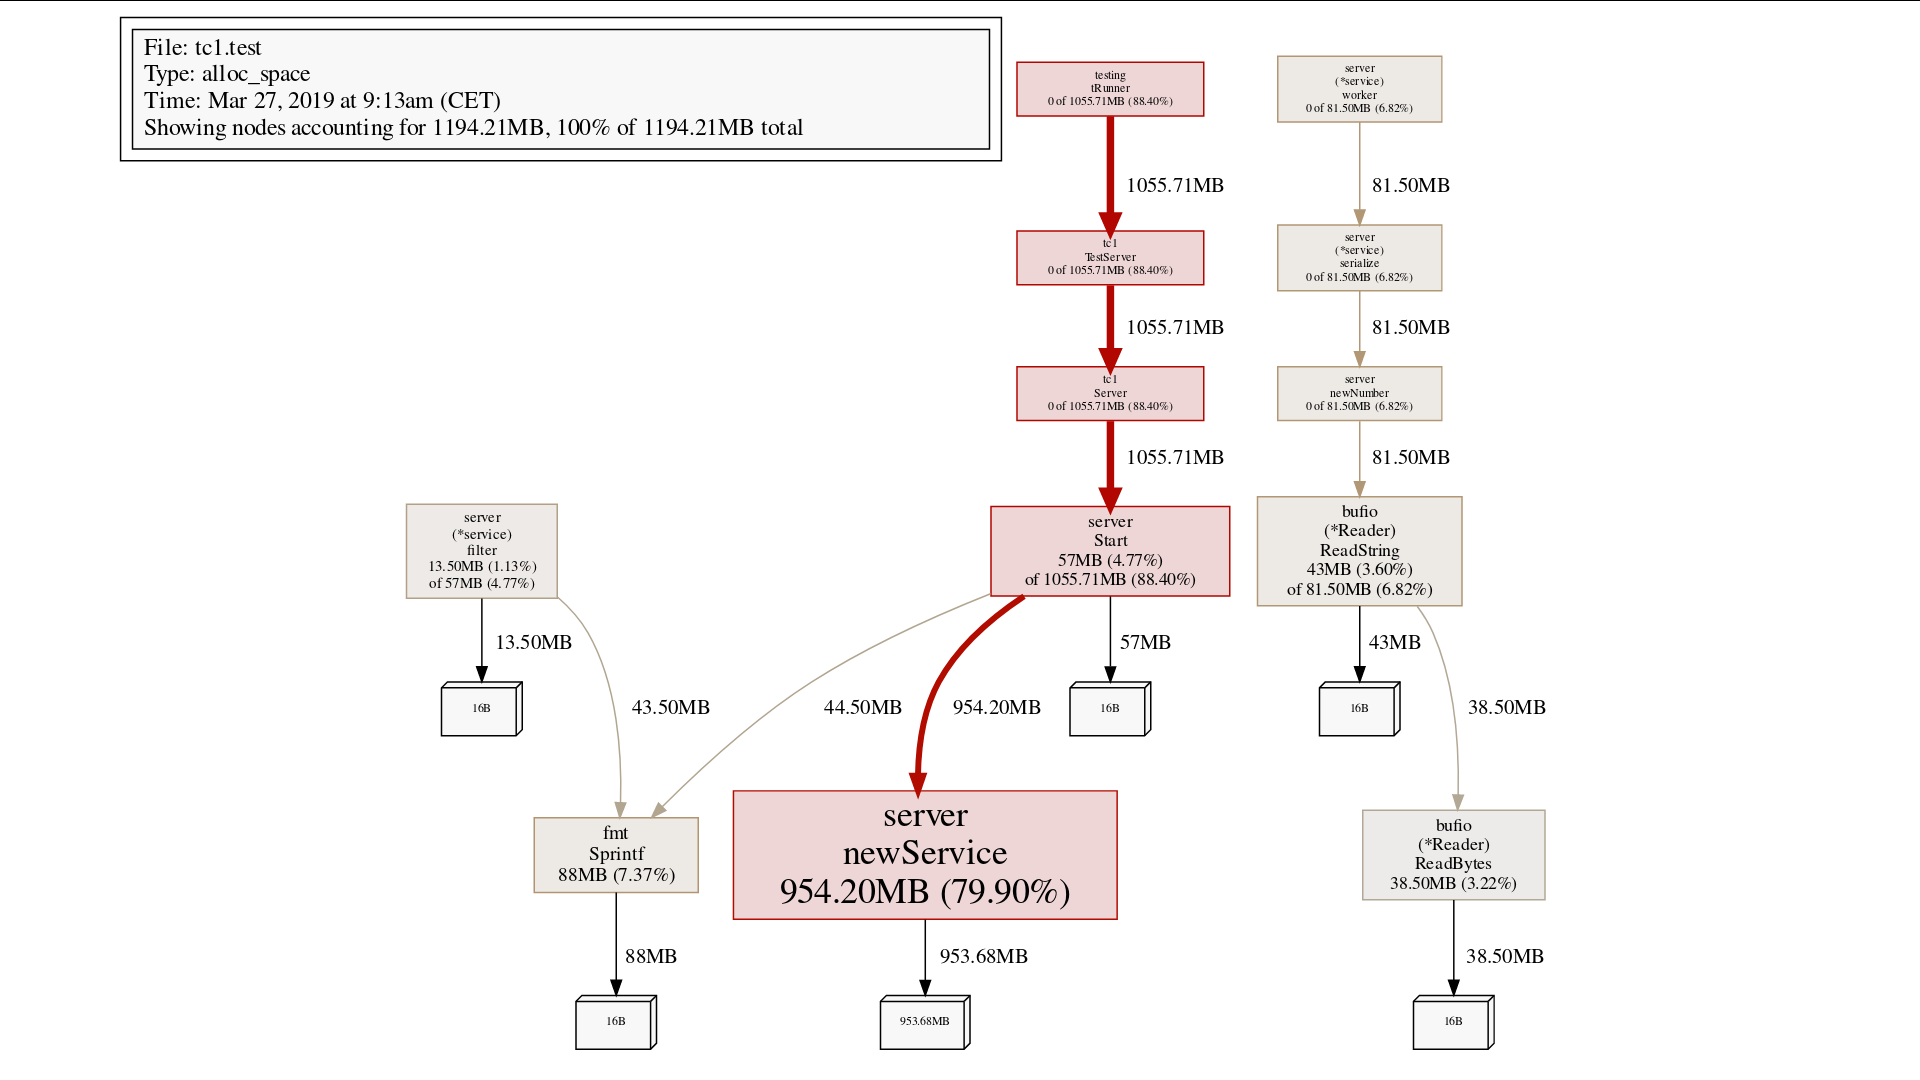 File: tc1.test
Type: alloc_space
Time: Mar 27, 2019 at 9:13am (CET)
Showing nodes accounting for 1194.21MB, 100% of 1194.21MB total
testing
tRunner
0 of 1055.71MB (88.40%)
server
(*service)
worker
0 of 81.50MB (6.82%)
1055.71MB
81.50MB
tc1
TestServer
0 of 1055.71MB (88.40%)
server
(*service)
serialize
0 of 81.50MB (6.82%)
1055.71MB
81.50MB
tc1
Server
0 of 1055.71MB (88.40%)
server
newNumber
0 of 81.50MB (6.82%)
1055.71MB
81.50MB
server
(*service)
filter
13.50MB (1.13%)
of 57MB (4.77%)
server
Start
57MB (4.77%)
of 1055.71MB (88.40%)
bufio
(*Reader)
ReadString
43MB (3.60%)
of 81.50MB (6.82%)
13.50MB
57MB
43MB
16B
43.50MB
44.50MB
954.20MB
16B
16B
38.50MB
fmt
Sprintf
88MB (7.37%)
server
newService
954.20MB (79.90%)
bufio
(*Reader)
ReadBytes
38.50MB (3.22%)
88MB
953.68MB
38.50MB
16B
953.68MB
16B